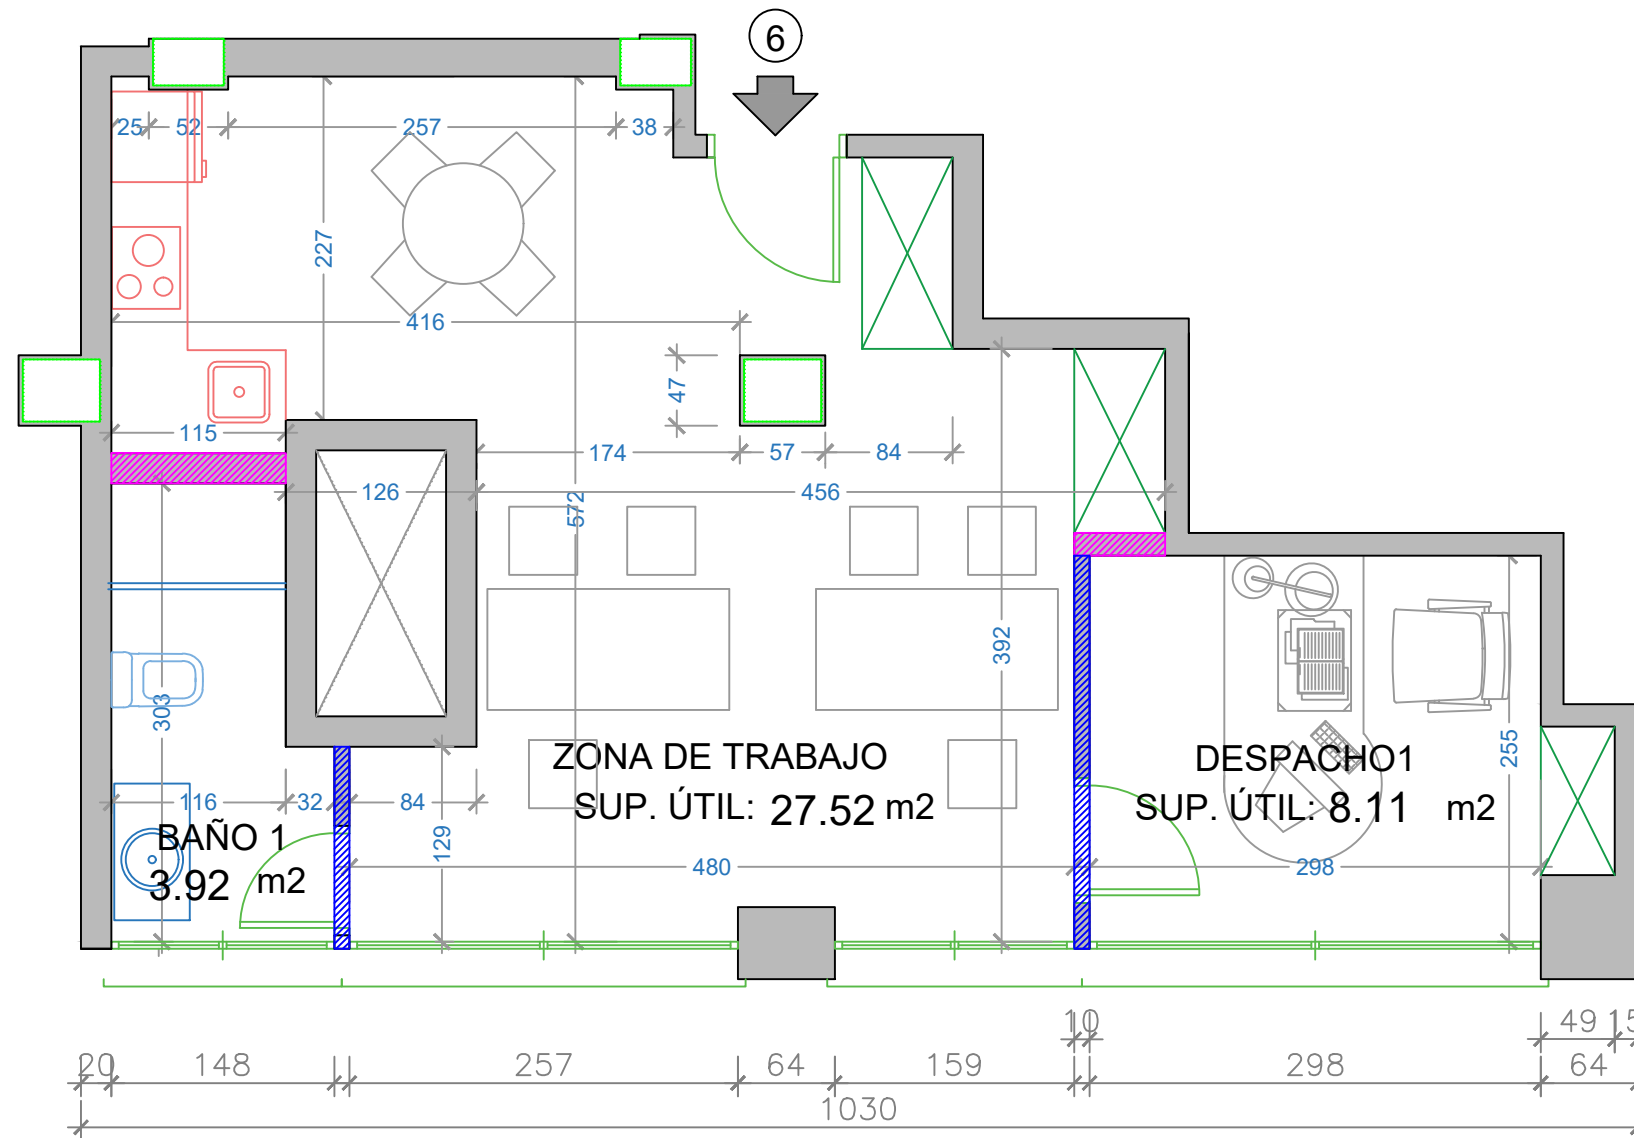 6
25 52 257 38
227
416
47
115
174 57 84
126 456
572
392
303
ZONA DE TRABAJO
SUP. ÚTIL: 27.52 m2
DESPACHO1
SUP. ÚTIL: 8.11 m2
255
116 32 84
129
BAÑO 1
3.92 m2
480 298
10 49 15
20 148 257 64 159 298 64
1030